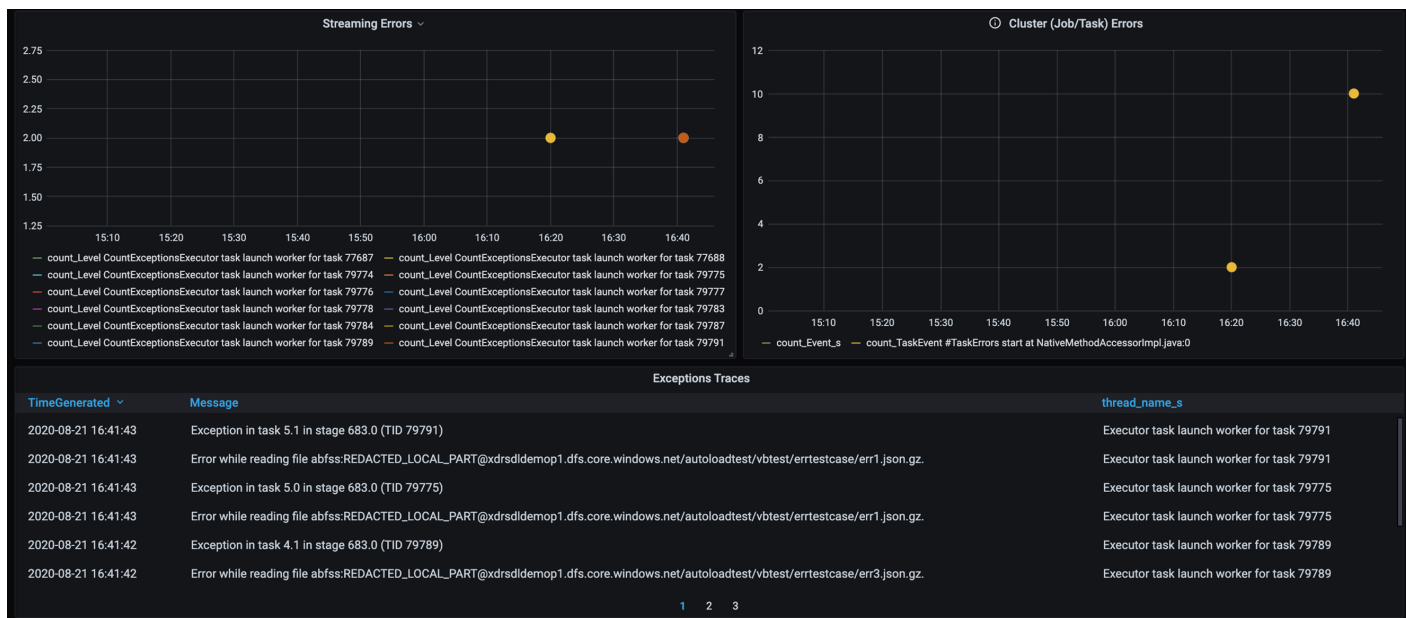 Streaming Errors
2.75
2.50
2.25
2.00
1.75
1.50
1.25
15:10 15:20 15:30 15:40 15:50 16:00 16:10 16:20 16:30 16:40
count_Level CountExceptionsExecutor task launch worker for task 77687 count_Level CountExceptionsExecutor task launch worker for task 77688
count_Level CountExceptionsExecutor task launch worker for task 79774 count_Level CountExceptionsExecutor task launch worker for task 79775
count_Level CountExceptionsExecutor task launch worker for task 79776 count_Level CountExceptionsExecutor task launch worker for task 79777
count_Level CountExceptionsExecutor task launch worker for task 79778 count_Level CountExceptionsExecutor task launch worker for task 79783
count_Level CountExceptionsExecutor task launch worker for task 79784 count_Level CountExceptionsExecutor task launch worker for task 79787
count_Level CountExceptionsExecutor task launch worker for task 79789 count_Level CountExceptionsExecutor task launch worker for task 79791
Cluster (Job/Task) Errors
12
10
8
6
4
2
0
15:10 15:20 15:30 15:40 15:50 16:00 16:10 16:20 16:30 16:40
count_Event_s count_TaskEvent #TaskErrors start at NativeMethodAccessorImpl.java:0
Exceptions Traces
TimeGenerated Message thread_name_s
2020-08-21 16:41:43 Exception in task 5.1 in stage 683.0 (TID 79791) Executor task launch worker for task 79791
2020-08-21 16:41:43 Error while reading file abfss:REDACTED_LOCAL_PART@xdrsdldemop1.dfs.core.windows.net/autoloadtest/vbtest/errtestcase/err1.json.gz. Executor task launch worker for task 79791
2020-08-21 16:41:43 Exception in task 5.0 in stage 683.0 (TID 79775) Executor task launch worker for task 79775
2020-08-21 16:41:43 Error while reading file abfss:REDACTED_LOCAL_PART@xdrsdldemop1.dfs.core.windows.net/autoloadtest/vbtest/errtestcase/err1.json.gz. Executor task launch worker for task 79775
2020-08-21 16:41:42 Exception in task 4.1 in stage 683.0 (TID 79789) Executor task launch worker for task 79789
2020-08-21 16:41:42 Error while reading file abfss:REDACTED_LOCAL_PART@xdrsdldemop1.dfs.core.windows.net/autoloadtest/vbtest/errtestcase/err3.json.gz. Executor task launch worker for task 79789
1 2 3